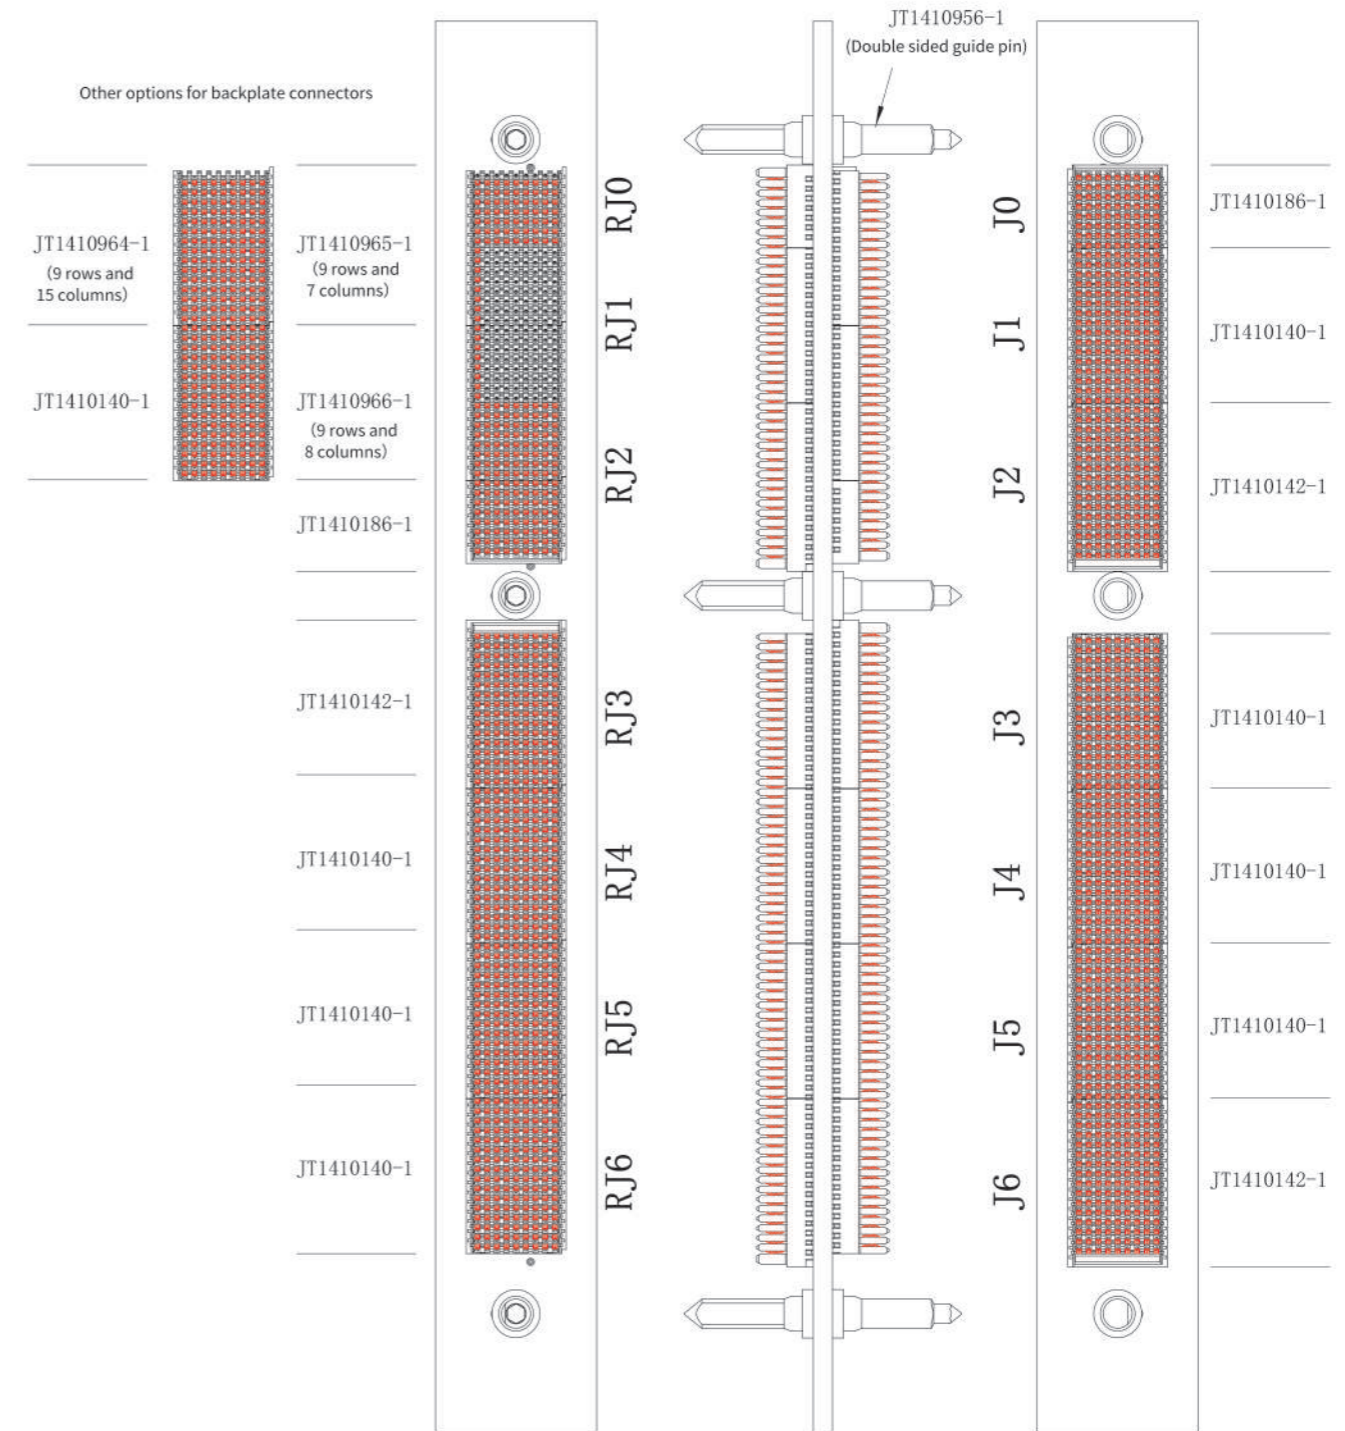 JT1410956-1
(Double sided guide pin)
Other options for backplate connectors
JT1410964-1
(9 rows and
15 columns)
JT1410140-1
JT1410965-1
(9 rows and
7 columns)
JT1410966-1
(9 rows and
8 columns)
JT1410186-1
JT1410142-1
JT1410140-1
JT1410140-1
JT1410140-1
RJ0
RJ1
RJ2
RJ3
RJ4
RJ5
RJ6
J0
J1
J2
J3
J4
J5
J6
JT1410186-1
JT1410140-1
JT1410142-1
JT1410140-1
JT1410140-1
JT1410140-1
JT1410142-1